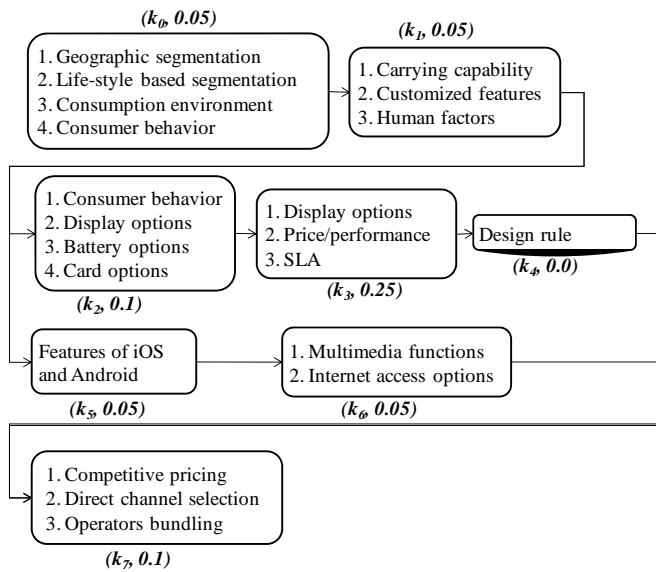 (k0, 0.05)
1. Geographic segmentation
2. Life-style based segmentation
3. Consumption environment
4. Consumer behavior
(k1, 0.05)
1. Carrying capability
2. Customized features
3. Human factors
1. Consumer behavior
2. Display options
3. Battery options
4. Card options
(k2, 0.1)
1. Display options
2. Price/performance
3. SLA
(k3, 0.25)
Design rule
(k4, 0.0)
Features of iOS
and Android
(k5, 0.05)
1. Multimedia functions
2. Internet access options
(k6, 0.05)
1. Competitive pricing
2. Direct channel selection
3. Operators bundling
(k7, 0.1)